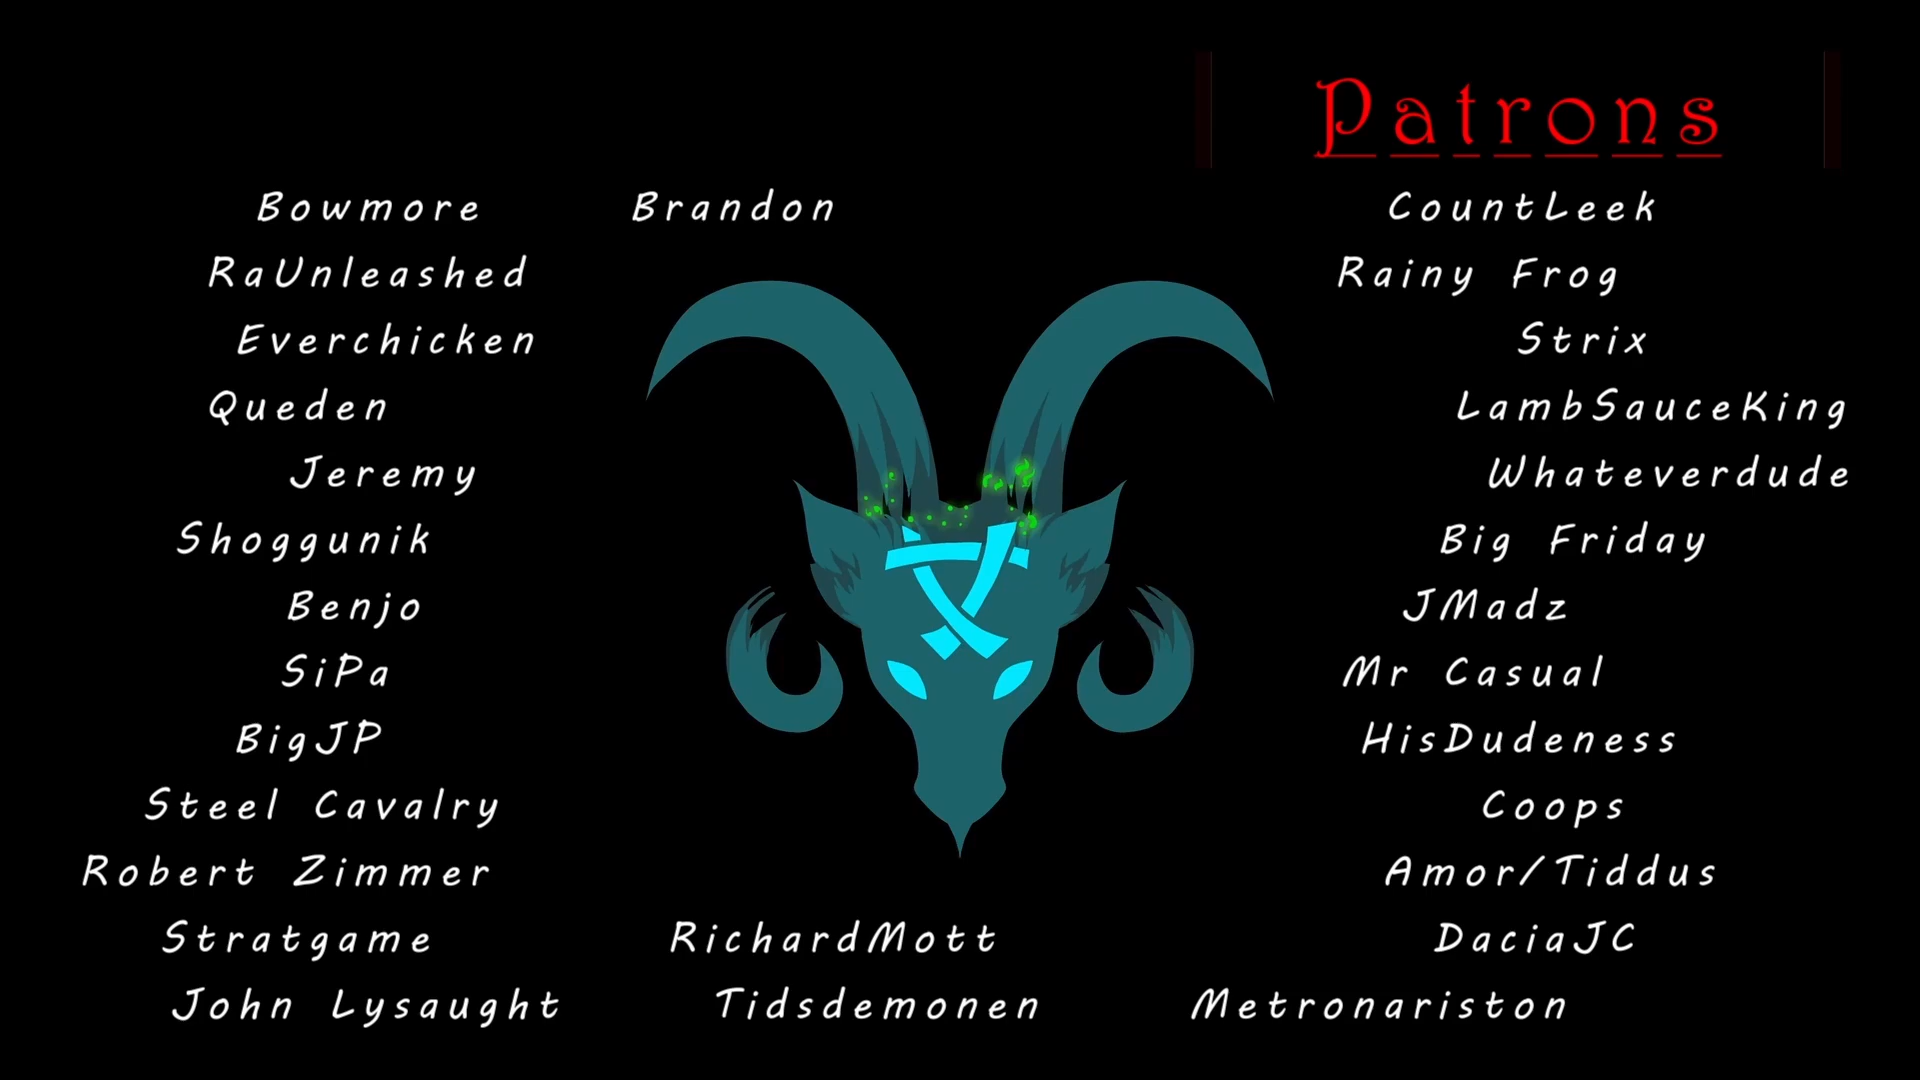 Patrons
Bowmore Brandon CountLeek
RaUnleashed Rainy Frog
Everchicken Strix
Queden LambSauceKing
Jeremy Whateverdude
Shoggunik Big Friday
Benjo JMadz
SiPa Mr Casual
BigJP HisDudeness
Steel Cavalry Coops
Robert Zimmer Amor/Tiddus
Stratgame RichardMott DaciaJC
John Lysaught Tidsdemonen Metronariston